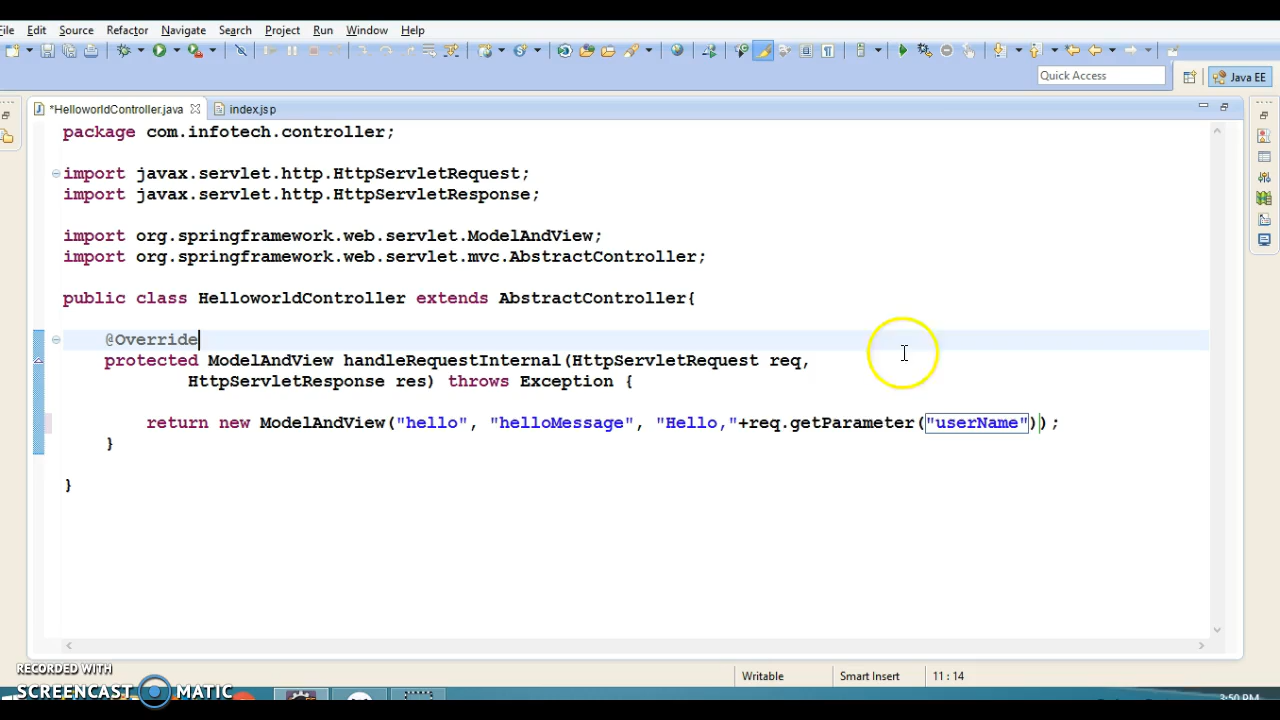 File Edit Source Refactor Navigate Search Project Run Window Help
Quick Access
Java EE
*HelloworldController.java index.jsp
package com.infotech.controller;
import javax.servlet.http.HttpServletRequest;
import javax.servlet.http.HttpServletResponse;
import org.springframework.web.servlet.ModelAndView;
import org.springframework.web.servlet.mvc.AbstractController;
public class HelloworldController extends AbstractController{
@Override
protected ModelAndView handleRequestInternal(HttpServletRequest req,
HttpServletResponse res) throws Exception {
return new ModelAndView("hello", "helloMessage", "Hello,"+req.getParameter("userName"));
}
}
RECORDED WITH
SCREENCAST MATIC
Writable Smart Insert 11 : 14
3:50 PM